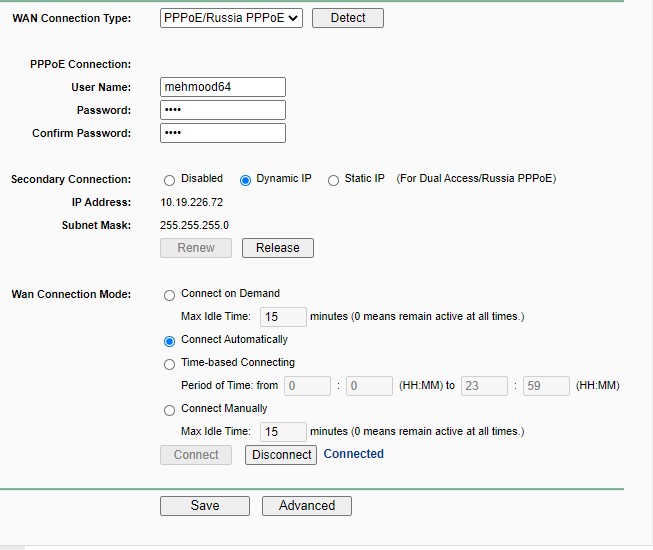 WAN Connection Type: PPPoE/Russia PPPoE Detect
PPPoE Connection:
User Name: mehmood64
Password: ••••
Confirm Password: ••••
Secondary Connection: Disabled Dynamic IP Static IP (For Dual Access/Russia PPPoE)
IP Address: 10.19.226.72
Subnet Mask: 255.255.255.0
Renew Release
Wan Connection Mode: Connect on Demand
Max Idle Time: 15 minutes (0 means remain active at all times.)
Connect Automatically
Time-based Connecting
Period of Time: from 0 : 0 (HH:MM) to 23 : 59 (HH:MM)
Connect Manually
Max Idle Time: 15 minutes (0 means remain active at all times.)
Connect Disconnect Connected
Save Advanced